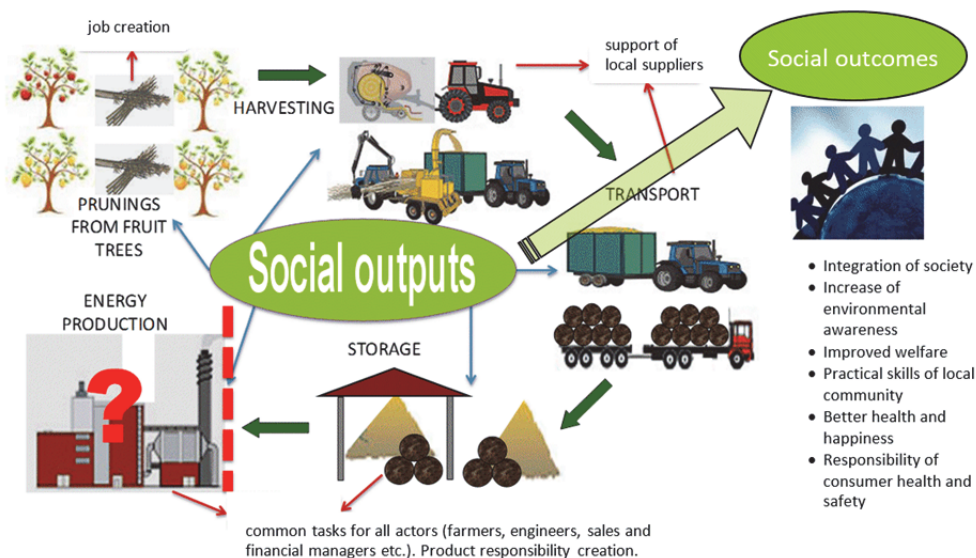 job creation
HARVESTING
support of
local suppliers
Social outcomes
PRUNINGS
FROM FRUIT
TREES
TRANSPORT
Social outputs
ENERGY
PRODUCTION
?
STORAGE
• Integration of society
• Increase of
environmental
awareness
• Improved welfare
• Practical skills of local
community
• Better health and
happiness
• Responsibility of
consumer health and
safety
common tasks for all actors (farmers, engineers, sales and
financial managers etc.). Product responsibility creation.